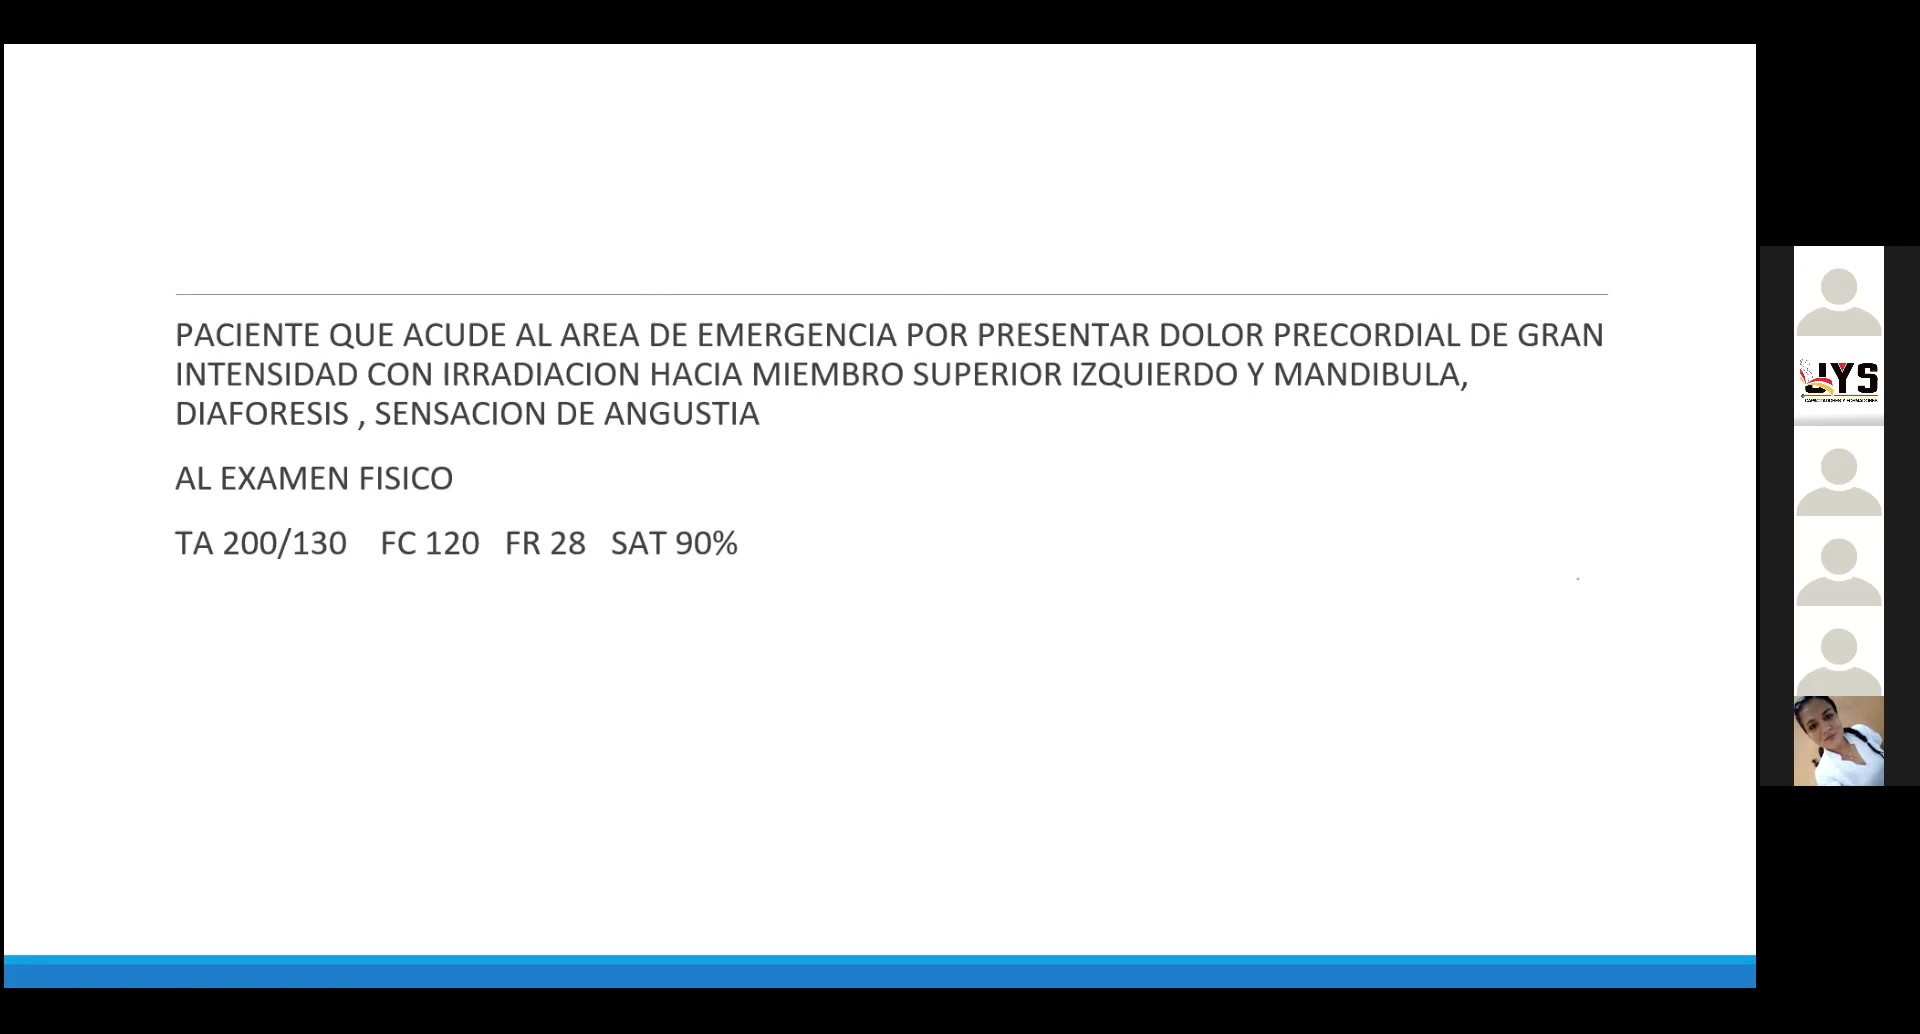 PACIENTE QUE ACUDE AL AREA DE EMERGENCIA POR PRESENTAR DOLOR PRECORDIAL DE GRAN
INTENSIDAD CON IRRADIACION HACIA MIEMBRO SUPERIOR IZQUIERDO Y MANDIBULA,
DIAFORESIS , SENSACION DE ANGUSTIA
AL EXAMEN FISICO
TA 200/130 FC 120 FR 28 SAT 90%
JYS
CAPACITADORES Y FORMADORES